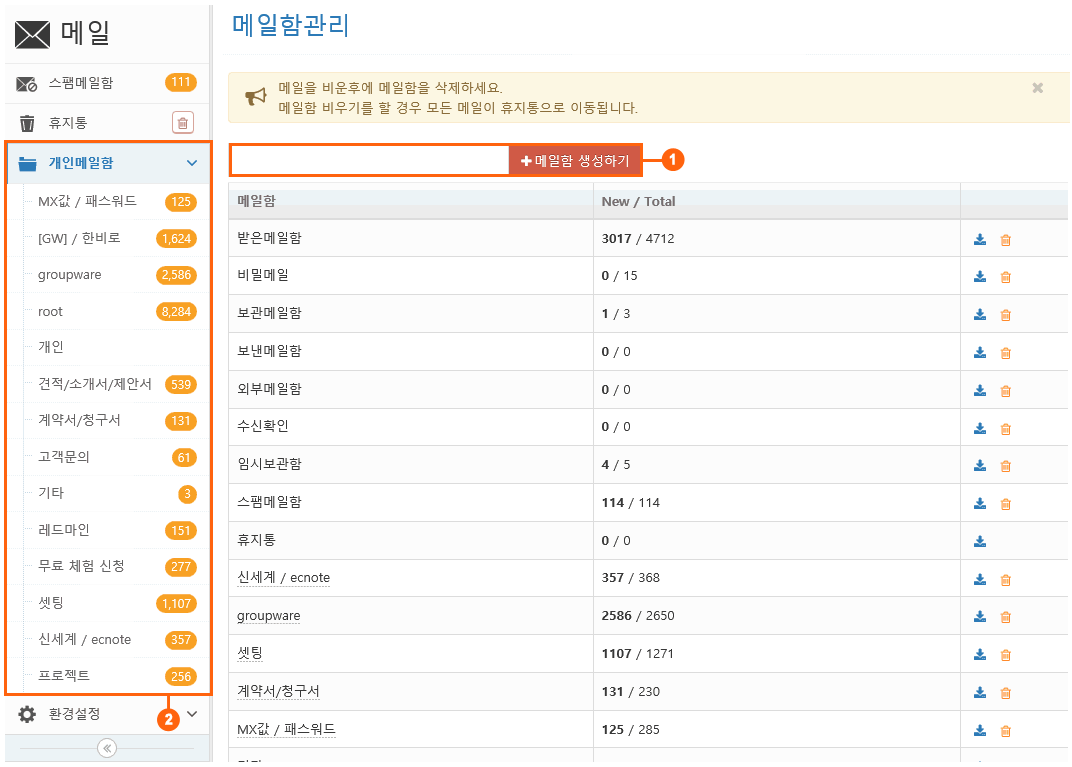 메일
스팸메일함 111
휴지통
개인메일함
MX값 / 패스워드 125
[GW] / 한비로 1,624
groupware 2,586
root 8,284
개인
견적/소개서/제안서 539
계약서/청구서 131
고객문의 61
기타 3
레드마인 151
무료 체험 신청 277
셋팅 1,107
신세계 / ecnote 357
프로젝트 256
환경설정
2
메일함관리
메일을 비운후에 메일함을 삭제하세요.
메일함 비우기를 할 경우 모든 메일이 휴지통으로 이동됩니다.
메일함 생성하기 1
메일함 New / Total
받은메일함 3017 / 4712
비밀메일 0 / 15
보관메일함 1 / 3
보낸메일함 0 / 0
외부메일함 0 / 0
수신확인 0 / 0
임시보관함 4 / 5
스팸메일함 114 / 114
휴지통 0 / 0
신세계 / ecnote 357 / 368
groupware 2586 / 2650
셋팅 1107 / 1271
계약서/청구서 131 / 230
MX값 / 패스워드 125 / 285